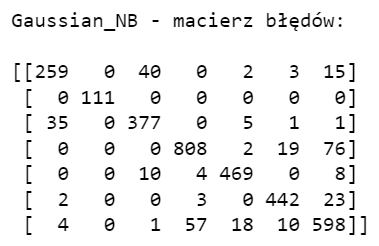 Gaussian_NB - macierz błędów:
[[259   0  40   0   2   3  15]
 [  0 111   0   0   0   0   0]
 [ 35   0 377   0   5   1   1]
 [  0   0   0 808   2  19  76]
 [  0   0  10   4 469   0   8]
 [  2   0   0   3   0 442  23]
 [  4   0   1  57  18  10 598]]